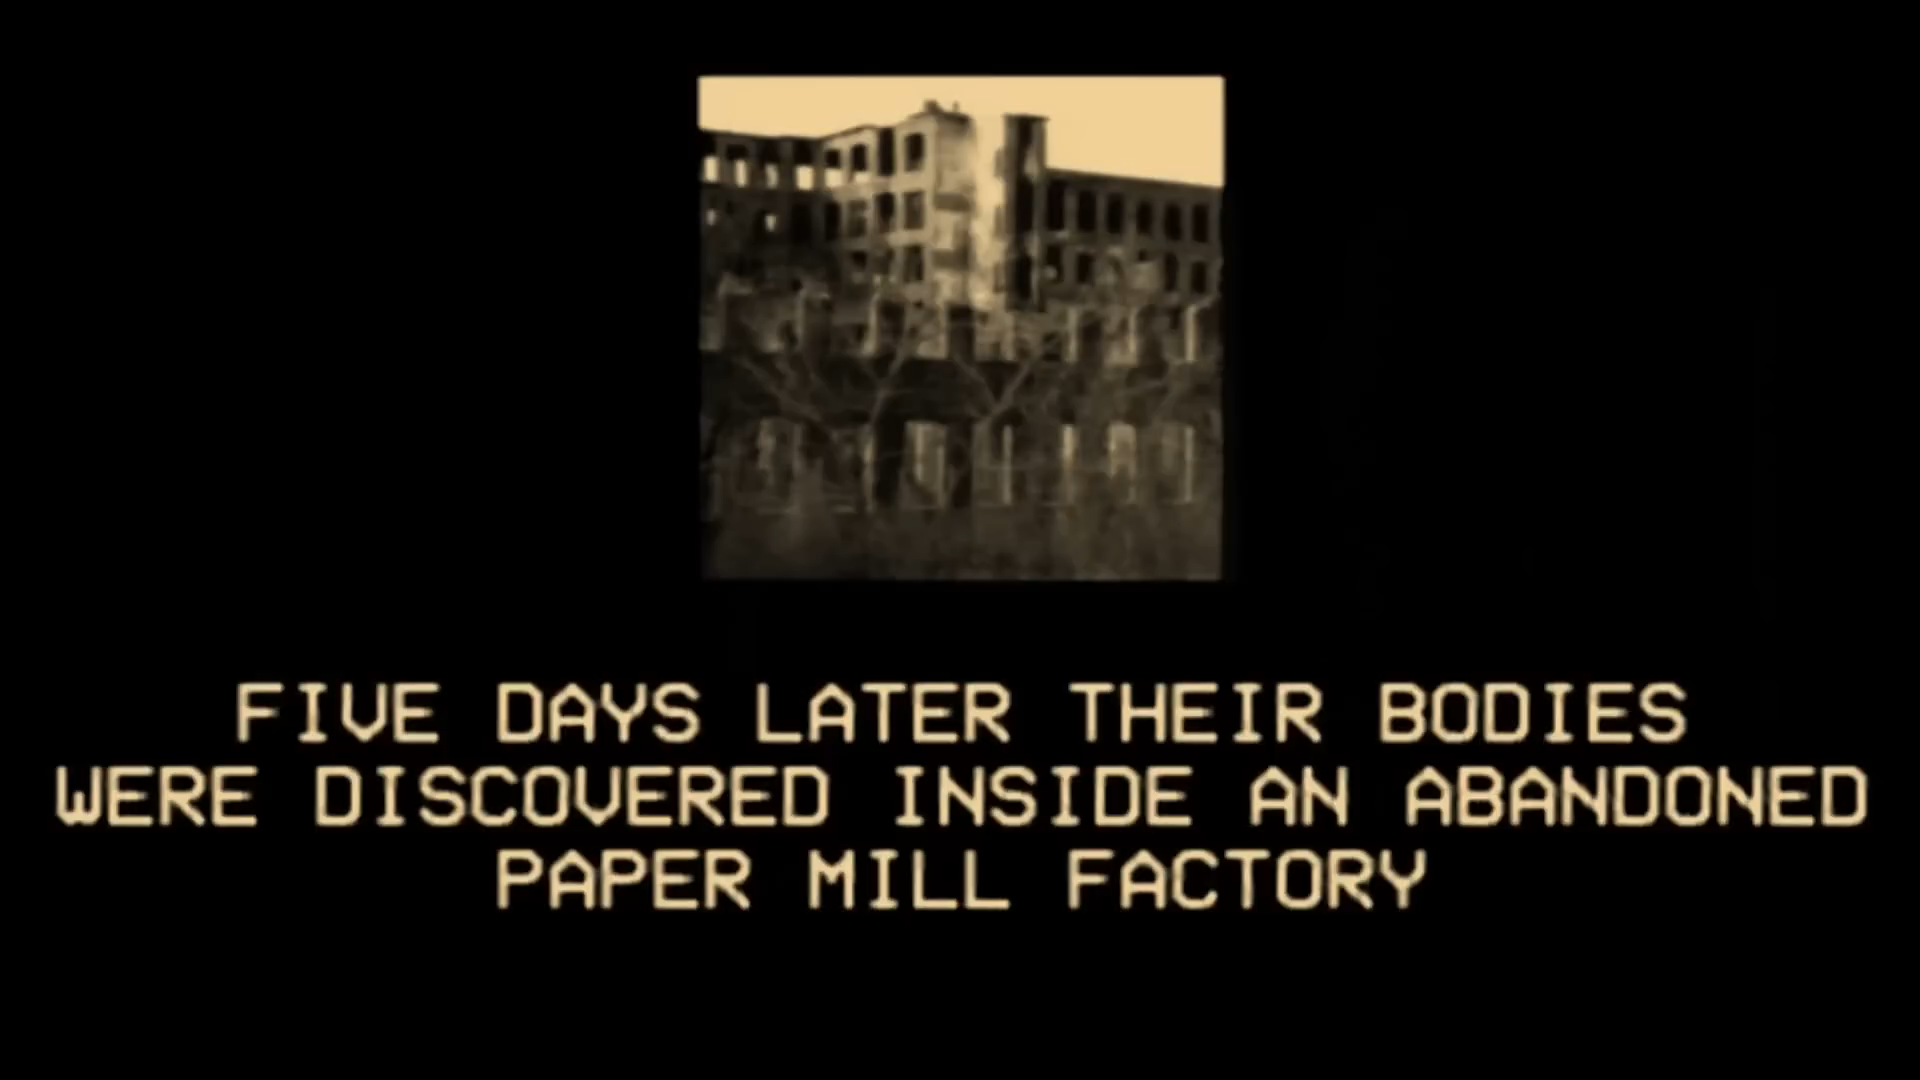 FIVE DAYS LATER THEIR BODIES
WERE DISCOVERED INSIDE AN ABANDONED
PAPER MILL FACTORY